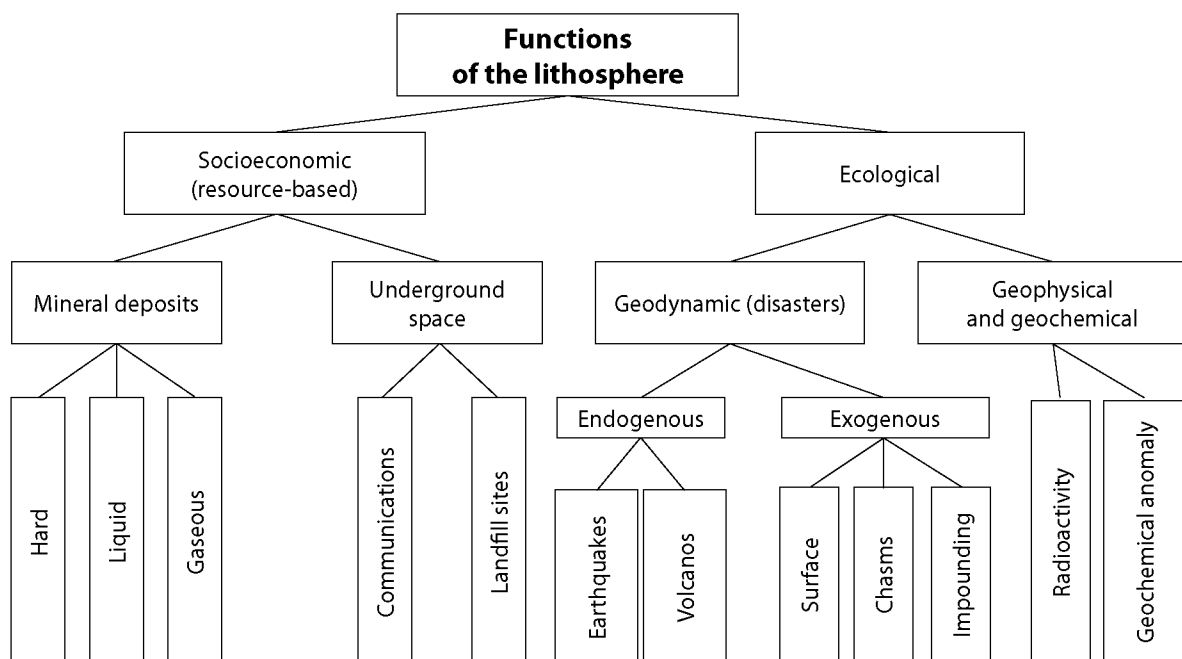 Functions
of the lithosphere
Socioeconomic
(resource-based)
Ecological
Mineral deposits
Underground
space
Geodynamic (disasters)
Geophysical
and geochemical
Hard
Liquid
Gaseous
Communications
Landfill sites
Endogenous
Exogenous
Earthquakes
Volcanos
Surface
Chasms
Impounding
Radioactivity
Geochemical anomaly